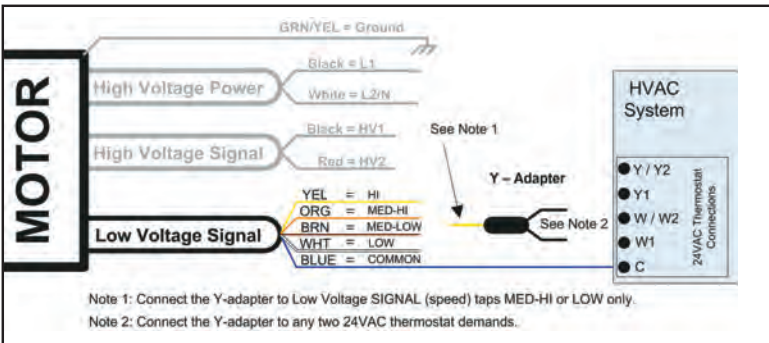 GRN/YEL = Ground
Black = L1
High Voltage Power
White = L2/N
HVAC
System
MOTOR
Black = HV1
See Note 1
High Voltage Signal
Red = HV2
Y – Adapter
Y / Y2
YEL = HI
Y1
ORG = MED-HI
See Note 2
W / W2
BRN = MED-LOW
Low Voltage Signal
W1
WHT = LOW
BLUE = COMMON
C
24VAC Thermostat
Connections
Note 1: Connect the Y-adapter to Low Voltage SIGNAL (speed) taps MED-HI or LOW only.
Note 2: Connect the Y-adapter to any two 24VAC thermostat demands.